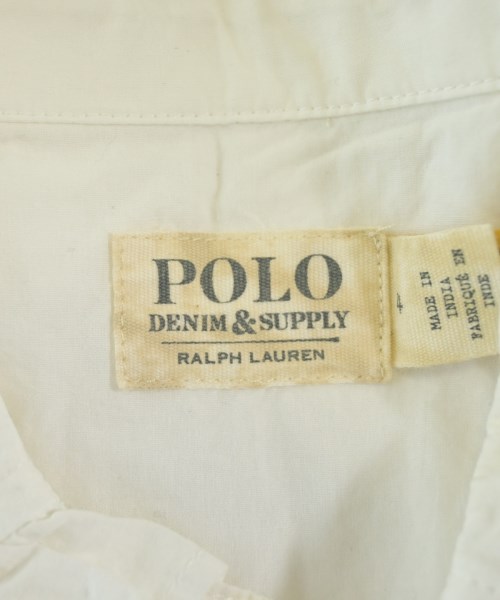 POLO
DENIM & SUPPLY
RALPH LAUREN
4
MADE IN
INDIA
FABRIQUÉ EN
INDE